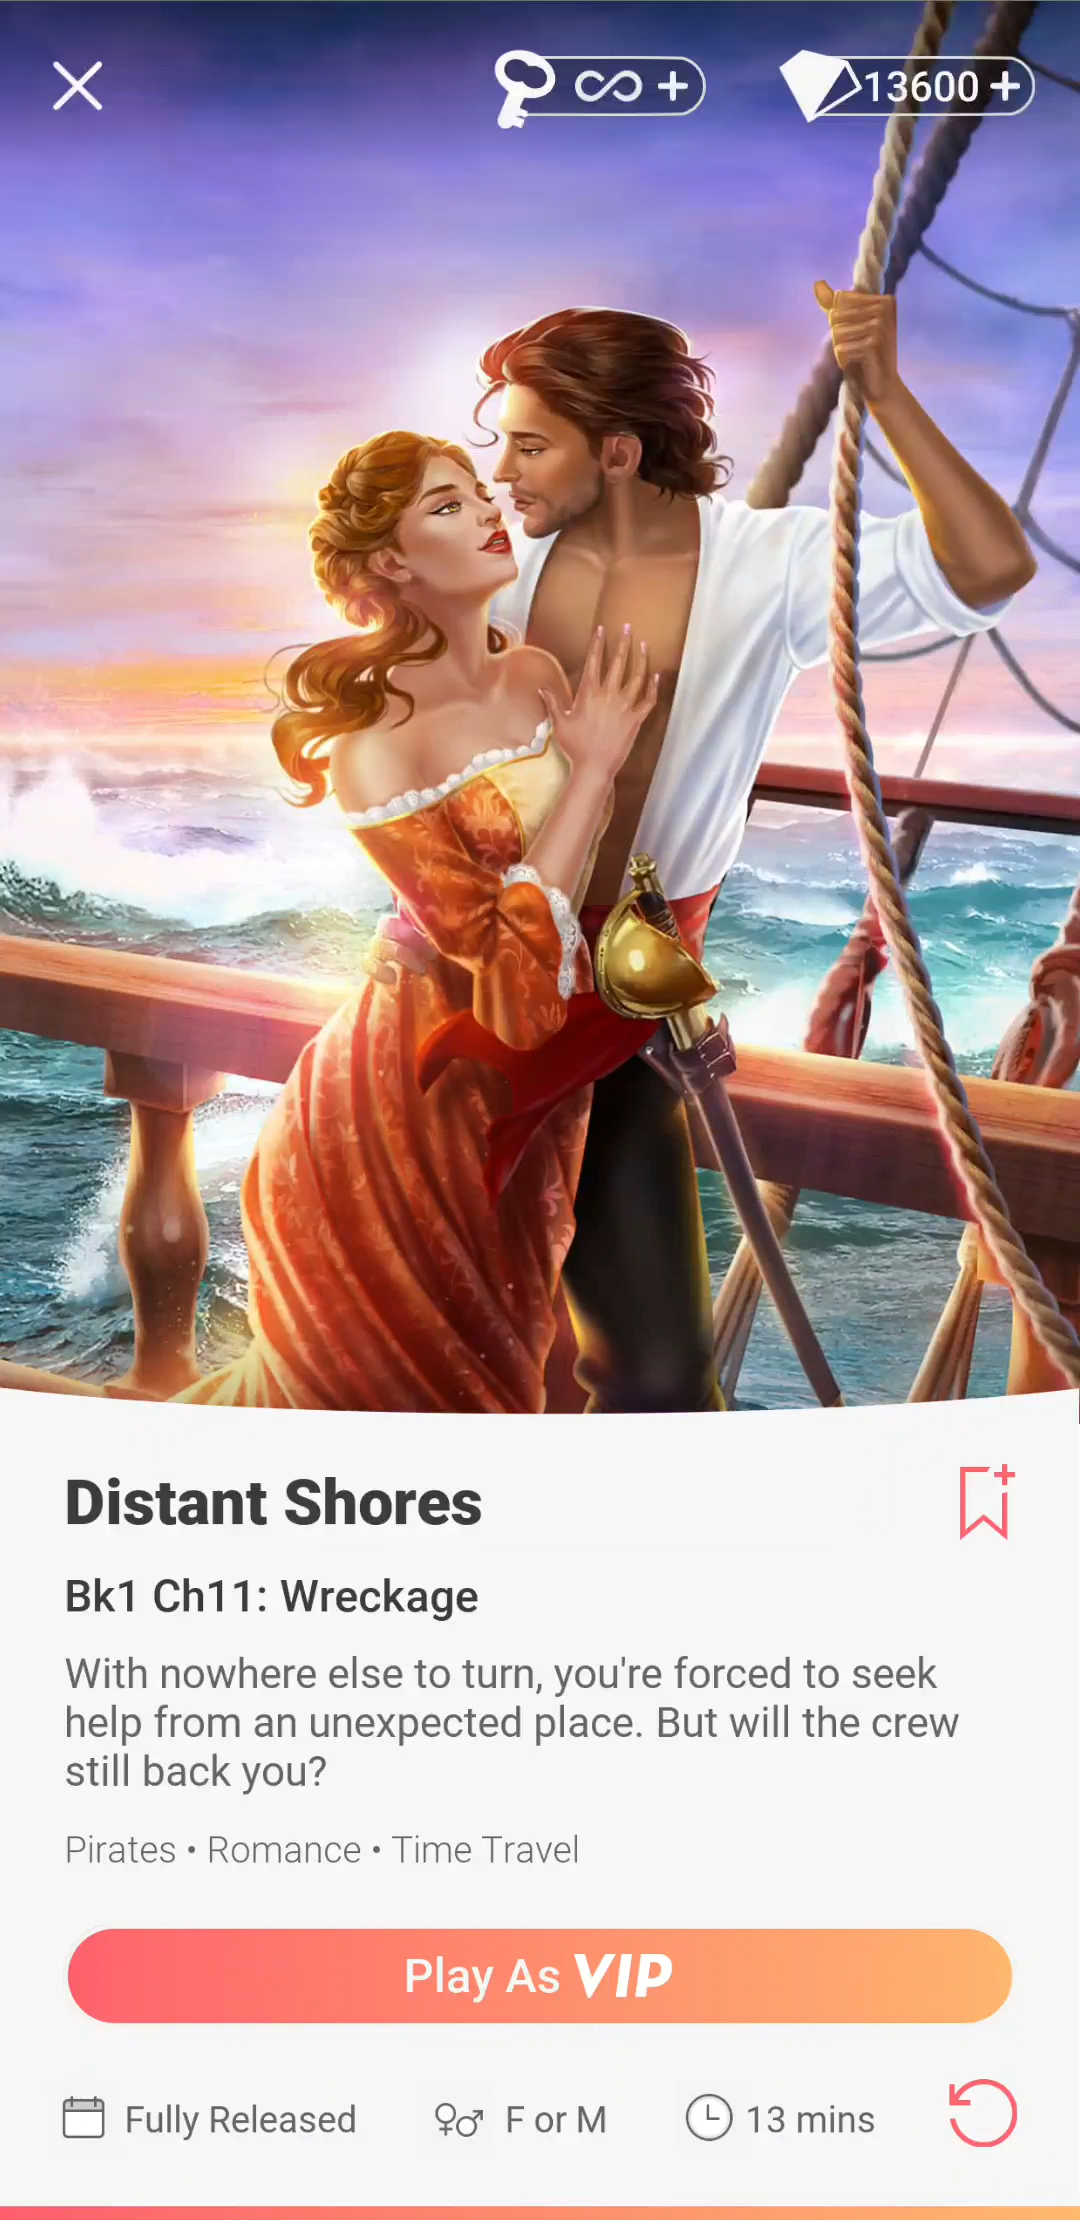 ∞ + 13600 +
Distant Shores
Bk1 Ch11: Wreckage
With nowhere else to turn, you're forced to seek
help from an unexpected place. But will the crew
still back you?
Pirates • Romance • Time Travel
Play As VIP
Fully Released F or M 13 mins